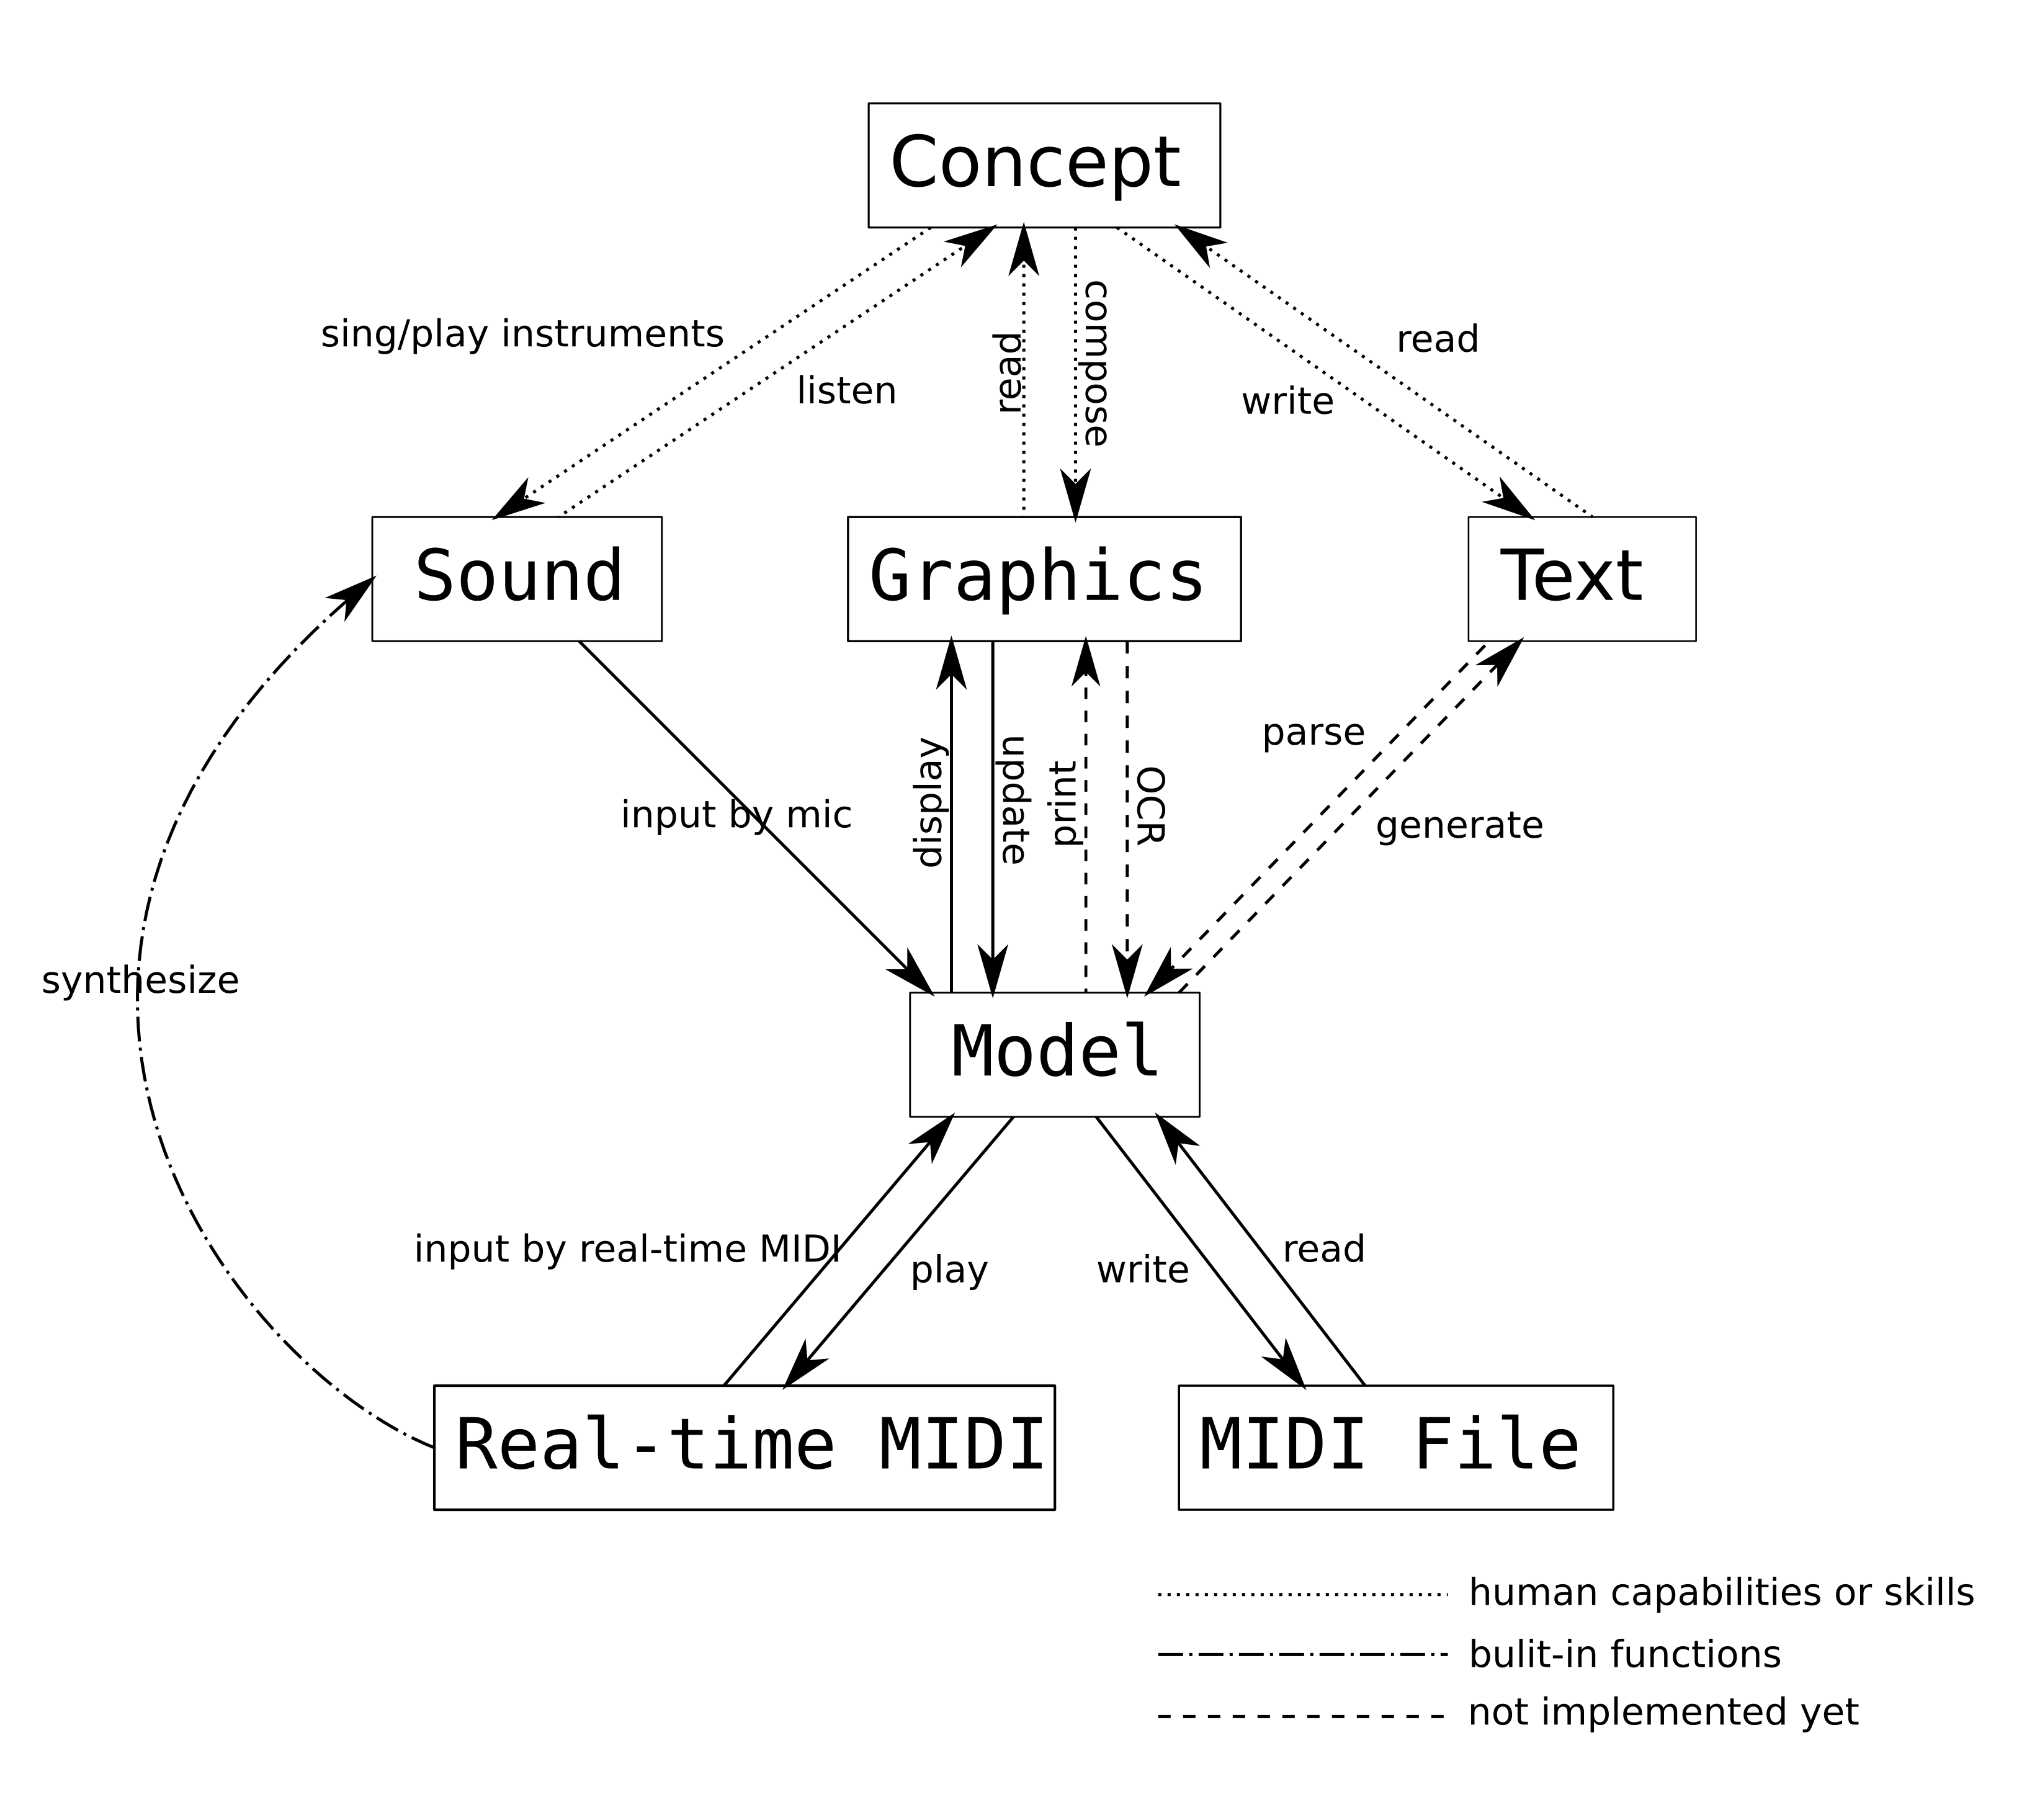 Concept
sing/play instruments
listen
read
compose
write
read
Sound
Graphics
Text
input by mic
display
update
print
OCR
parse
generate
synthesize
Model
input by real-time MIDI
play
write
read
Real-time MIDI
MIDI File
human capabilities or skills
bulit-in functions
not implemented yet